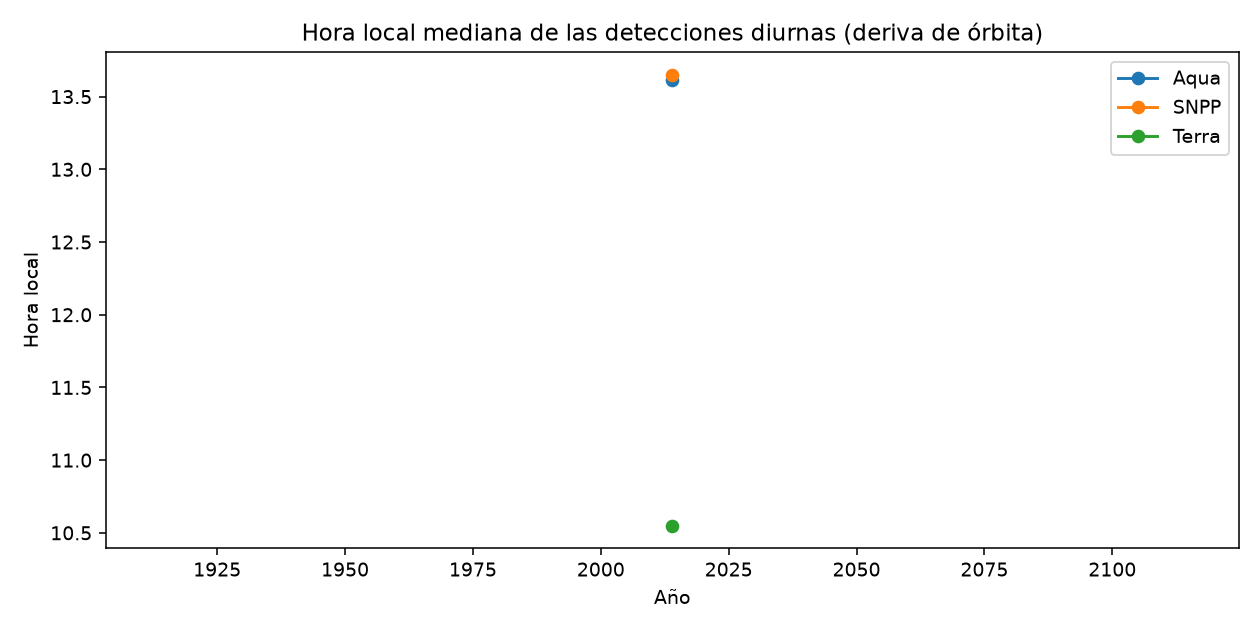 Hora local mediana de las detecciones diurnas (deriva de órbita)
Aqua
SNPP
Terra
13.5
13.0
12.5
12.0
11.5
11.0
10.5
Hora local
1925
1950
1975
2000
2025
2050
2075
2100
Año